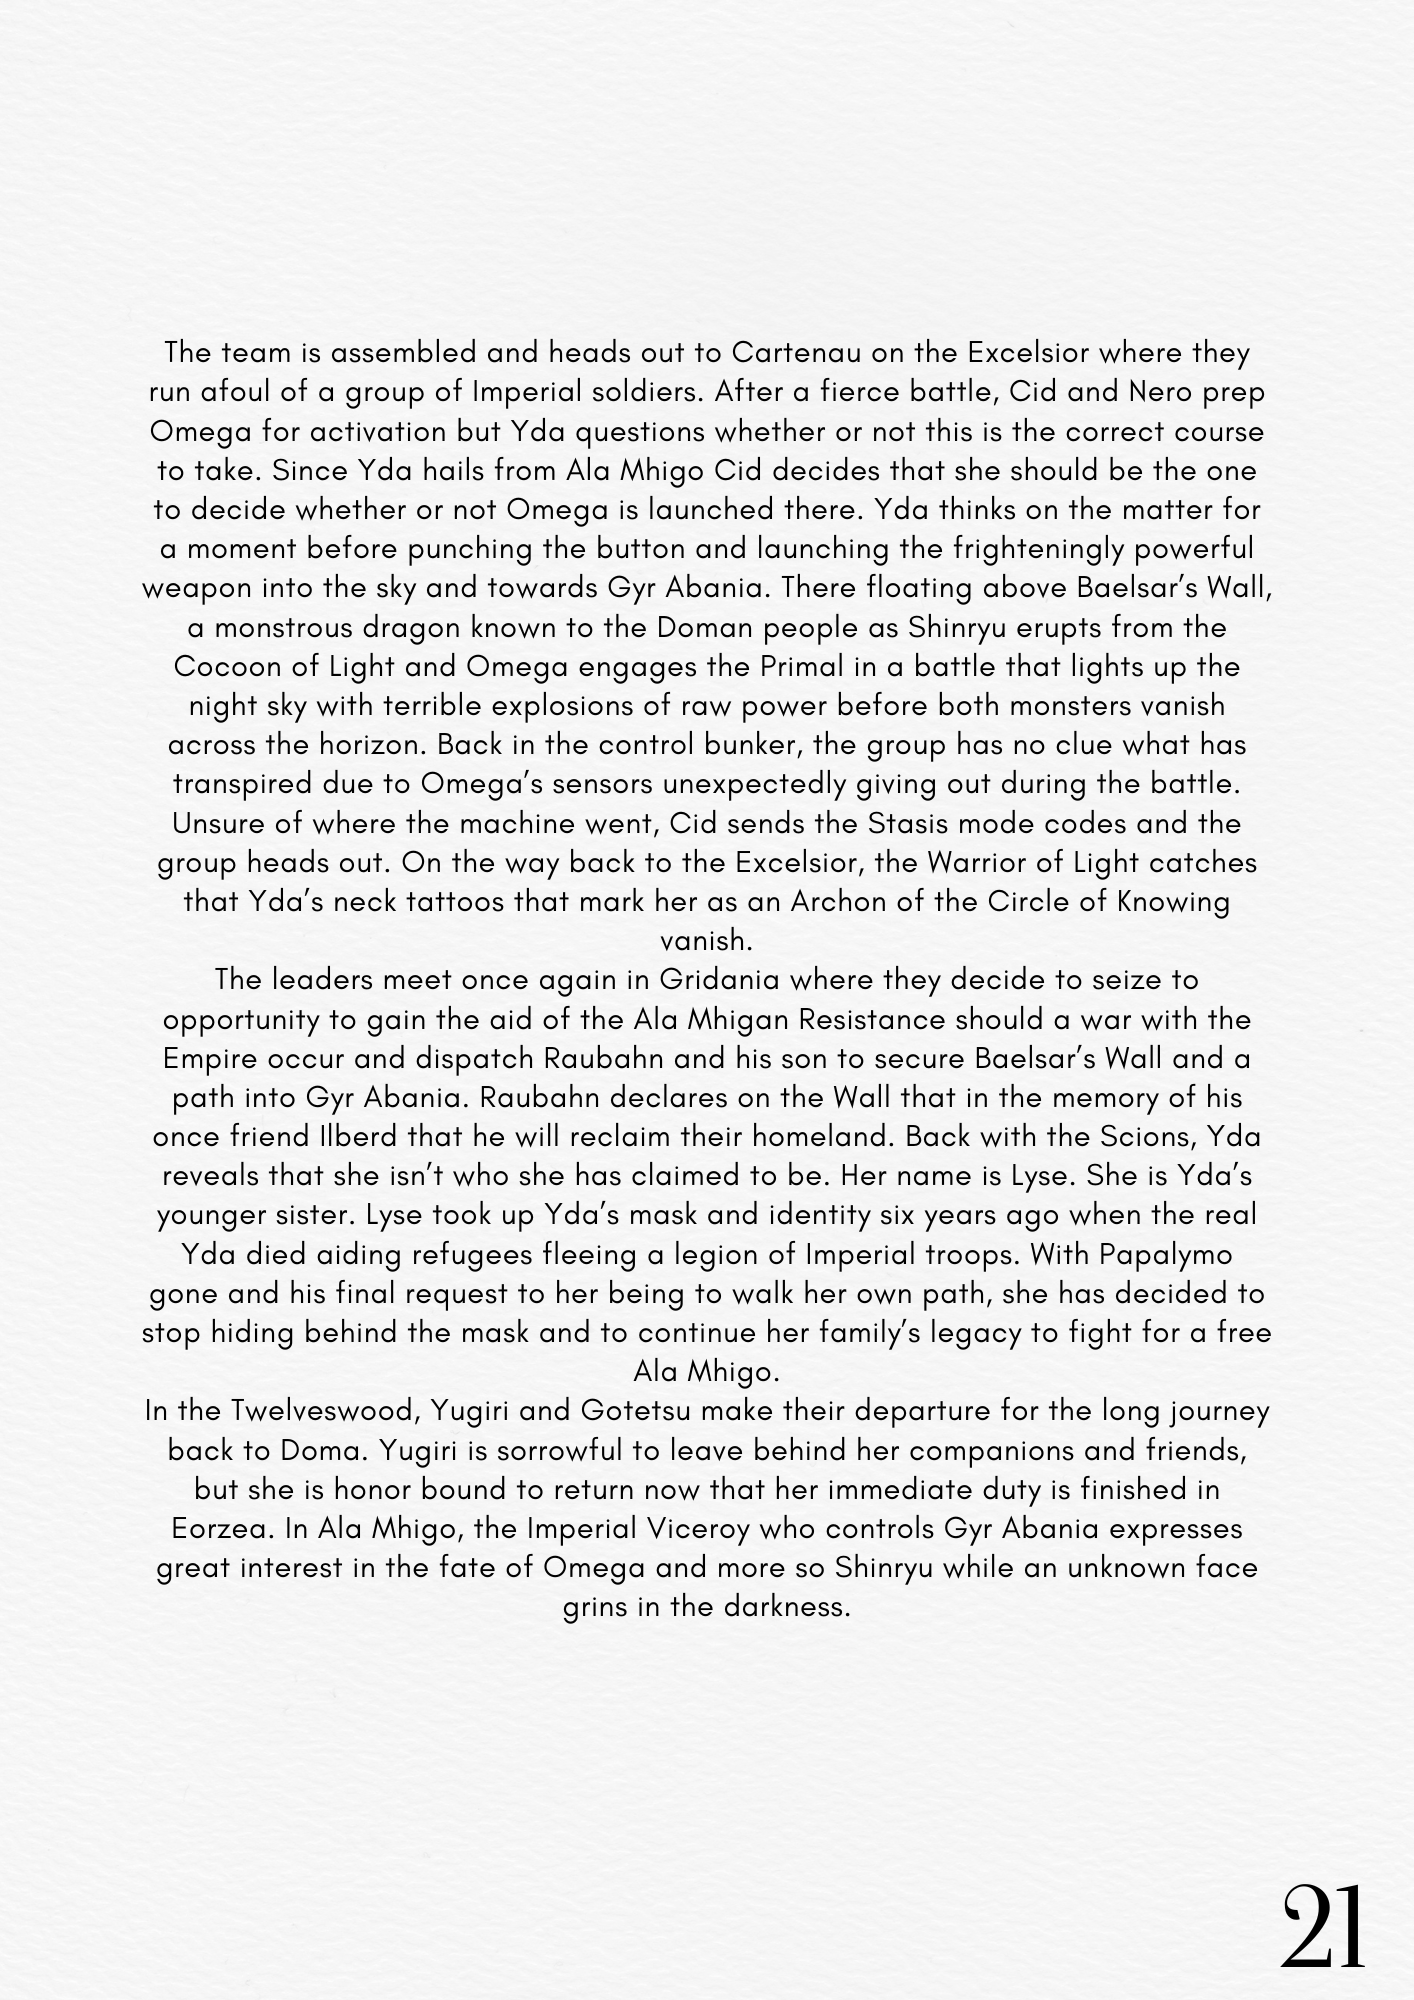 The team is assembled and heads out to Cartenau on the Excelsior where they
run afoul of a group of Imperial soldiers. After a fierce battle, Cid and Nero prep
Omega for activation but Yda questions whether or not this is the correct course
to take. Since Yda hails from Ala Mhigo Cid decides that she should be the one
to decide whether or not Omega is launched there. Yda thinks on the matter for
a moment before punching the button and launching the frighteningly powerful
weapon into the sky and towards Gyr Abania. There floating above Baelsar’s Wall,
a monstrous dragon known to the Doman people as Shinryu erupts from the
Cocoon of Light and Omega engages the Primal in a battle that lights up the
night sky with terrible explosions of raw power before both monsters vanish
across the horizon. Back in the control bunker, the group has no clue what has
transpired due to Omega’s sensors unexpectedly giving out during the battle.
Unsure of where the machine went, Cid sends the Stasis mode codes and the
group heads out. On the way back to the Excelsior, the Warrior of Light catches
that Yda’s neck tattoos that mark her as an Archon of the Circle of Knowing
vanish.
The leaders meet once again in Gridania where they decide to seize to
opportunity to gain the aid of the Ala Mhigan Resistance should a war with the
Empire occur and dispatch Raubahn and his son to secure Baelsar’s Wall and a
path into Gyr Abania. Raubahn declares on the Wall that in the memory of his
once friend Ilberd that he will reclaim their homeland. Back with the Scions, Yda
reveals that she isn’t who she has claimed to be. Her name is Lyse. She is Yda’s
younger sister. Lyse took up Yda’s mask and identity six years ago when the real
Yda died aiding refugees fleeing a legion of Imperial troops. With Papalymo
gone and his final request to her being to walk her own path, she has decided to
stop hiding behind the mask and to continue her family’s legacy to fight for a free
Ala Mhigo.
In the Twelveswood, Yugiri and Gotetsu make their departure for the long journey
back to Doma. Yugiri is sorrowful to leave behind her companions and friends,
but she is honor bound to return now that her immediate duty is finished in
Eorzea. In Ala Mhigo, the Imperial Viceroy who controls Gyr Abania expresses
great interest in the fate of Omega and more so Shinryu while an unknown face
grins in the darkness.
21